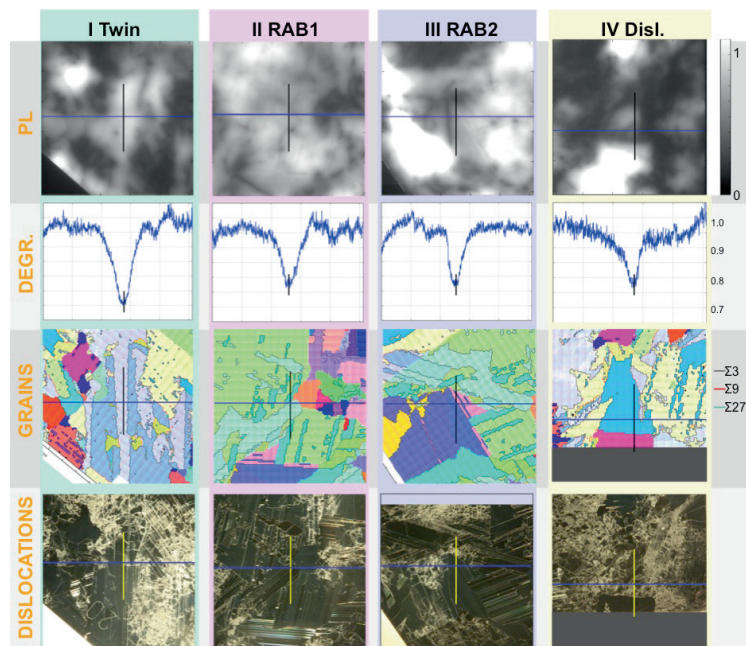 I Twin
II RAB1
III RAB2
IV Disl.
PL
1
0
DEGR.
1.0
0.9
0.8
0.7
GRAINS
Σ3
Σ9
Σ27
DISLOCATIONS